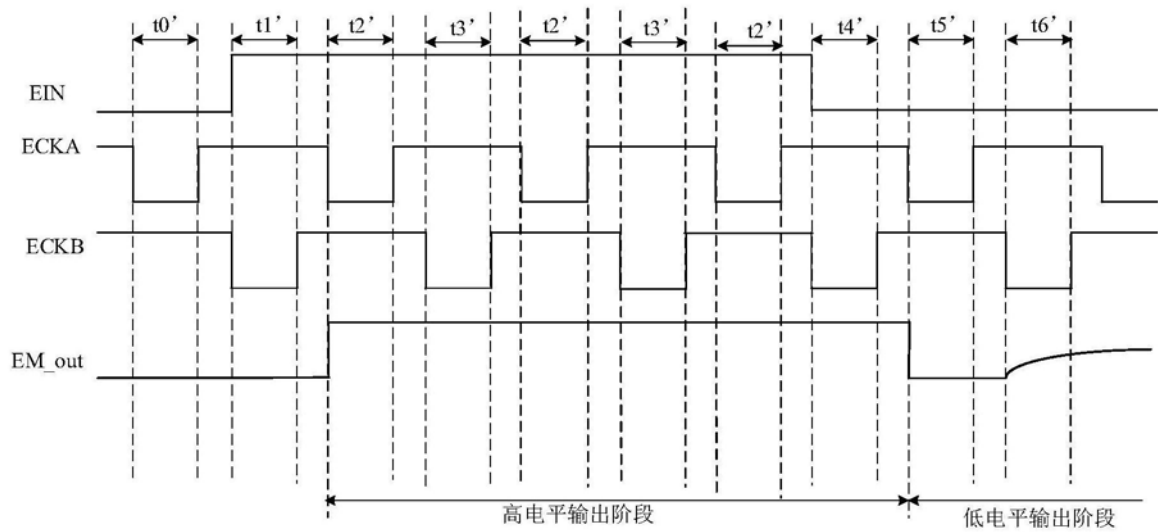 t0’ t1’ t2’ t3’ t2’ t3’ t2’ t4’ t5’ t6’
EIN
ECKA
ECKB
EM_out
高电平输出阶段 低电平输出阶段